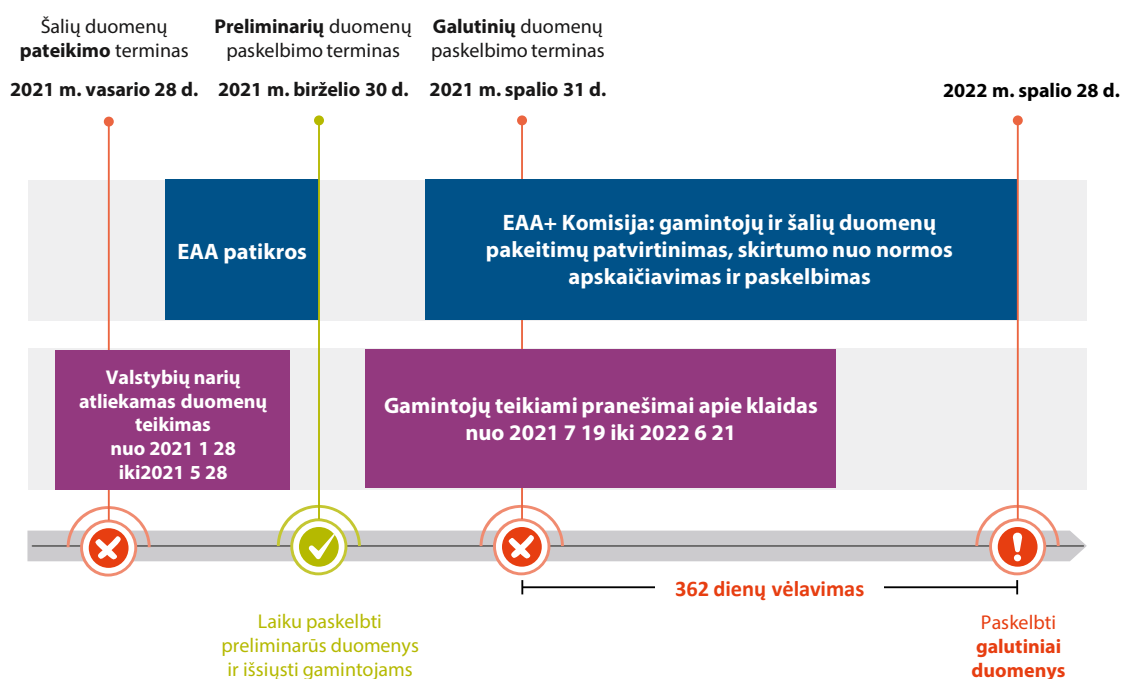 Šalių duomenų
pateikimo terminas
2021 m. vasario 28 d.
Preliminarių duomenų
paskelbimo terminas
2021 m. birželio 30 d.
Galutinių duomenų
paskelbimo terminas
2021 m. spalio 31 d.
2022 m. spalio 28 d.
EAA patikros
EAA+ Komisija: gamintojų ir šalių duomenų
pakeitimų patvirtinimas, skirtumo nuo normos
apskaičiavimas ir paskelbimas
Valstybių narių
atliekamas duomenų
teikimas
nuo 2021 1 28
iki2021 5 28
Gamintojų teikiami pranešimai apie klaidas
nuo 2021 7 19 iki 2022 6 21
362 dienų vėlavimas
Laiku paskelbti
preliminarūs duomenys
ir išsiųsti gamintojams
Paskelbti
galutiniai
duomenys